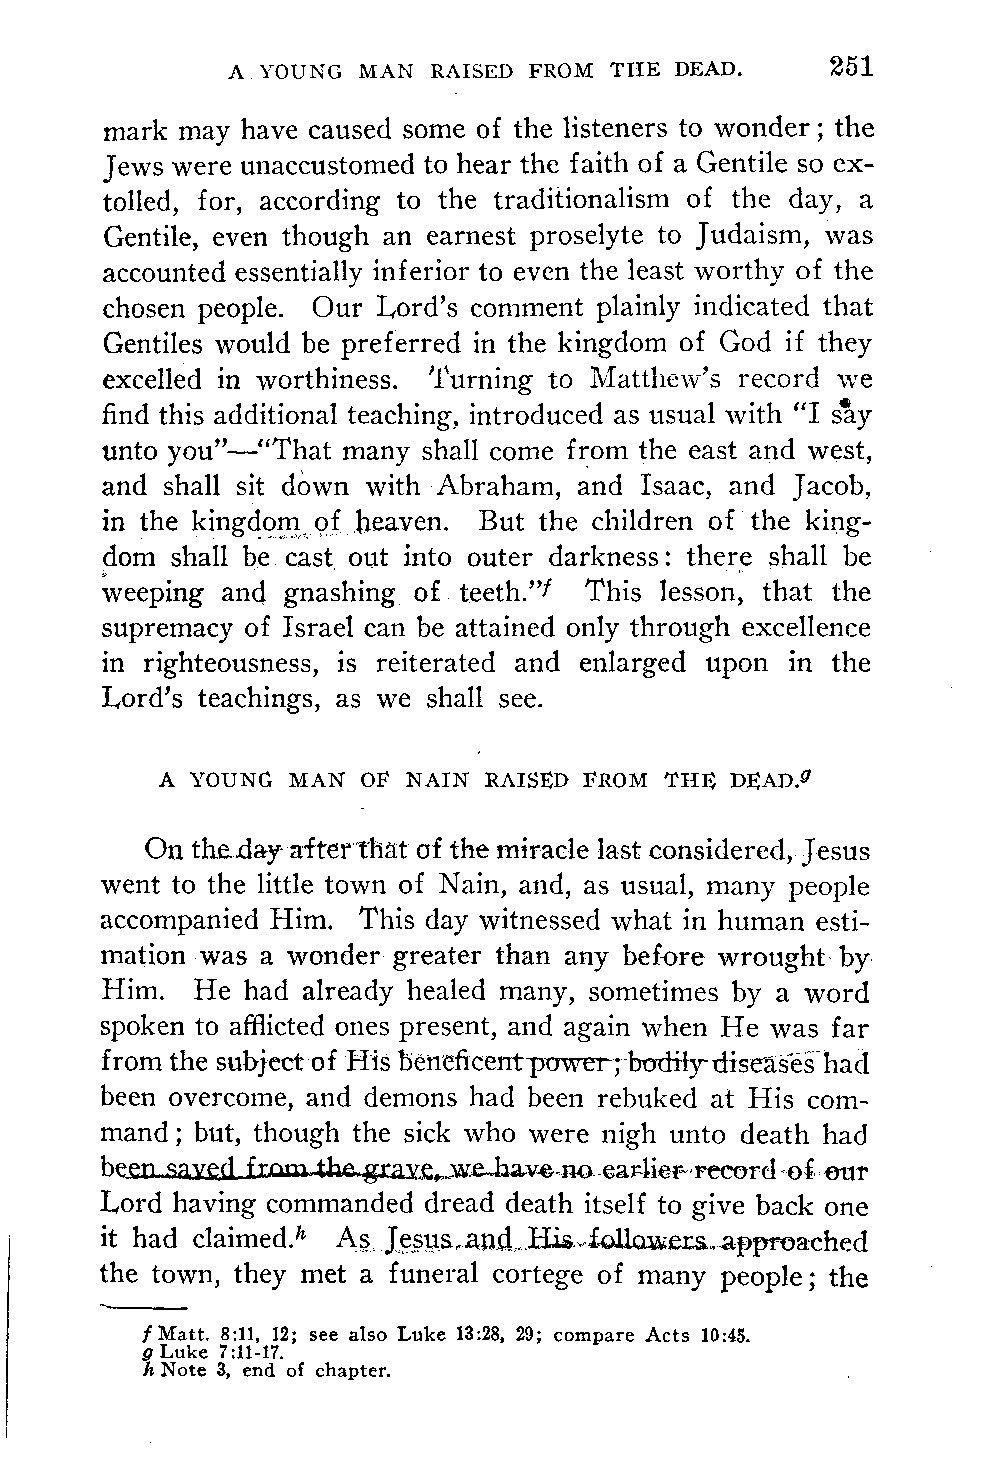 A YOUNG MAN RAISED FROM THE DEAD. 251
mark may have caused some of the listeners to wonder; the
Jews were unaccustomed to hear the faith of a Gentile so ex-
tolled, for, according to the traditionalism of the day, a
Gentile, even though an earnest proselyte to Judaism, was
accounted essentially inferior to even the least worthy of the
chosen people. Our Lord's comment plainly indicated that
Gentiles would be preferred in the kingdom of God if they
excelled in worthiness. Turning to Matthew's record we
find this additional teaching, introduced as usual with "I say
unto you"—"That many shall come from the east and west,
and shall sit down with Abraham, and Isaac, and Jacob,
in the kingdom of heaven. But the children of the king-
dom shall be cast out into outer darkness: there shall be
weeping and gnashing of teeth."f This lesson, that the
supremacy of Israel can be attained only through excellence
in righteousness, is reiterated and enlarged upon in the
Lord's teachings, as we shall see.
A YOUNG MAN OF NAIN RAISED FROM THE DEAD.g
On the day after that of the miracle last considered, Jesus
went to the little town of Nain, and, as usual, many people
accompanied Him. This day witnessed what in human esti-
mation was a wonder greater than any before wrought by
Him. He had already healed many, sometimes by a word
spoken to afflicted ones present, and again when He was far
from the subject of His beneficent power; bodily diseases had
been overcome, and demons had been rebuked at His com-
mand; but, though the sick who were nigh unto death had
been saved from the grave, we have no earlier record of our
Lord having commanded dread death itself to give back one
it had claimed.h As Jesus and His followers approached
the town, they met a funeral cortege of many people; the
f Matt. 8:11, 12; see also Luke 13:28, 29; compare Acts 10:45.
g Luke 7:11-17.
h Note 3, end of chapter.